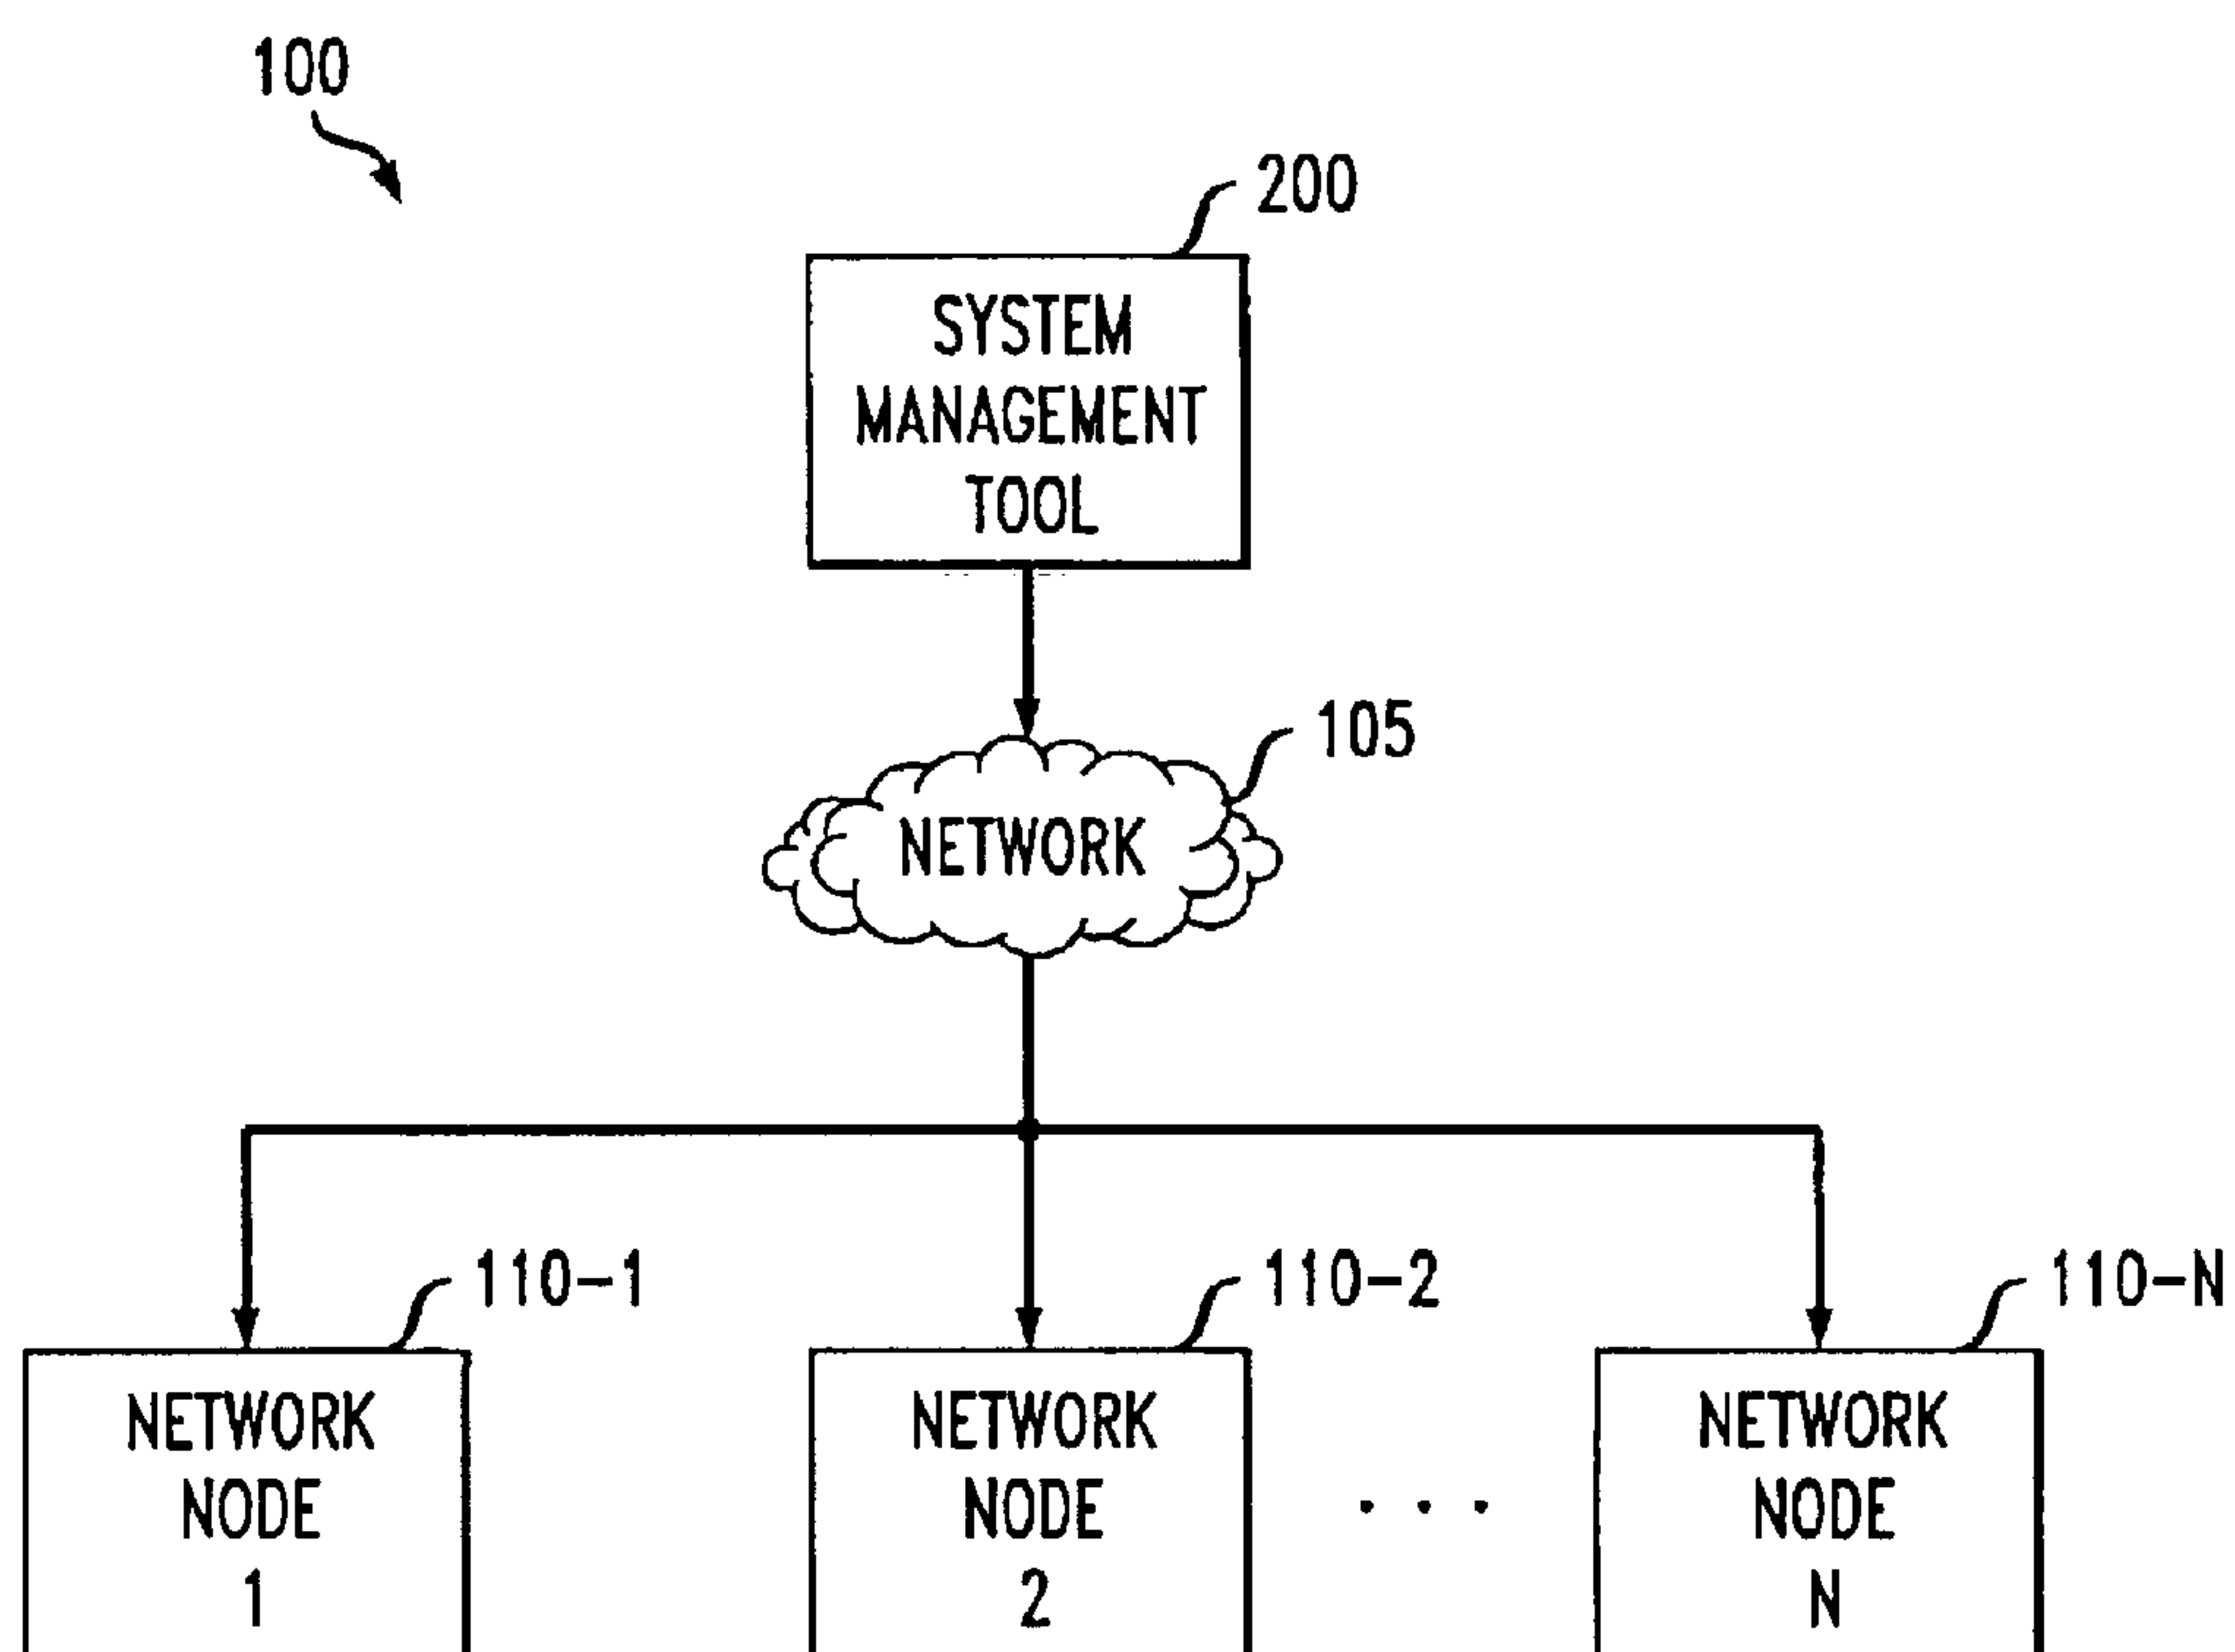 100
200
SYSTEM
MANAGEMENT
TOOL
105
NETWORK
110-1
110-2
110-N
NETWORK
NODE
1
NETWORK
NODE
2
. . .
NETWORK
NODE
N